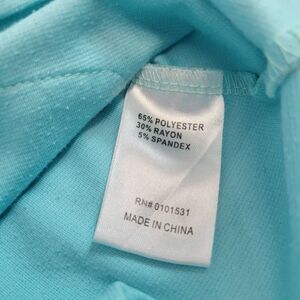 65% POLYESTER
30% RAYON
5% SPANDEX
RN# 0101531
MADE IN CHINA